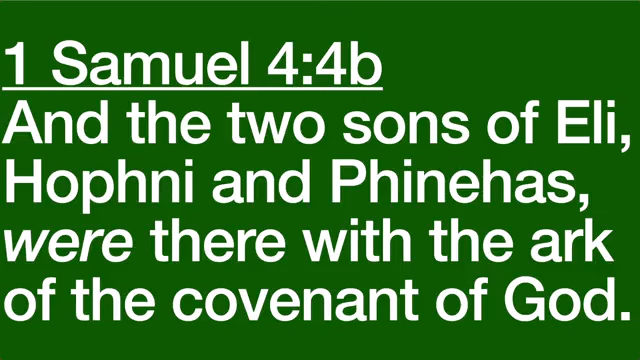 1 Samuel 4:4b
And the two sons of Eli,
Hophni and Phinehas,
were there with the ark
of the covenant of God.